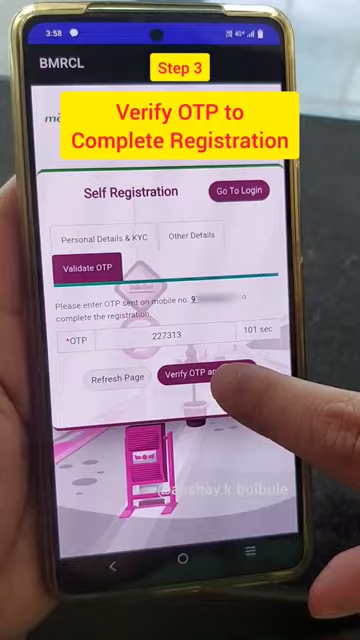 3:58
BMRCL
Step 3
Verify OTP to
Complete Registration
Self Registration
Go To Login
Personal Details & KYC
Other Details
Validate OTP
Please enter OTP sent on mobile no. 9
complete the registration.
*OTP
227313
101 sec
Refresh Page
Verify OTP
@akshay.k.bulbule